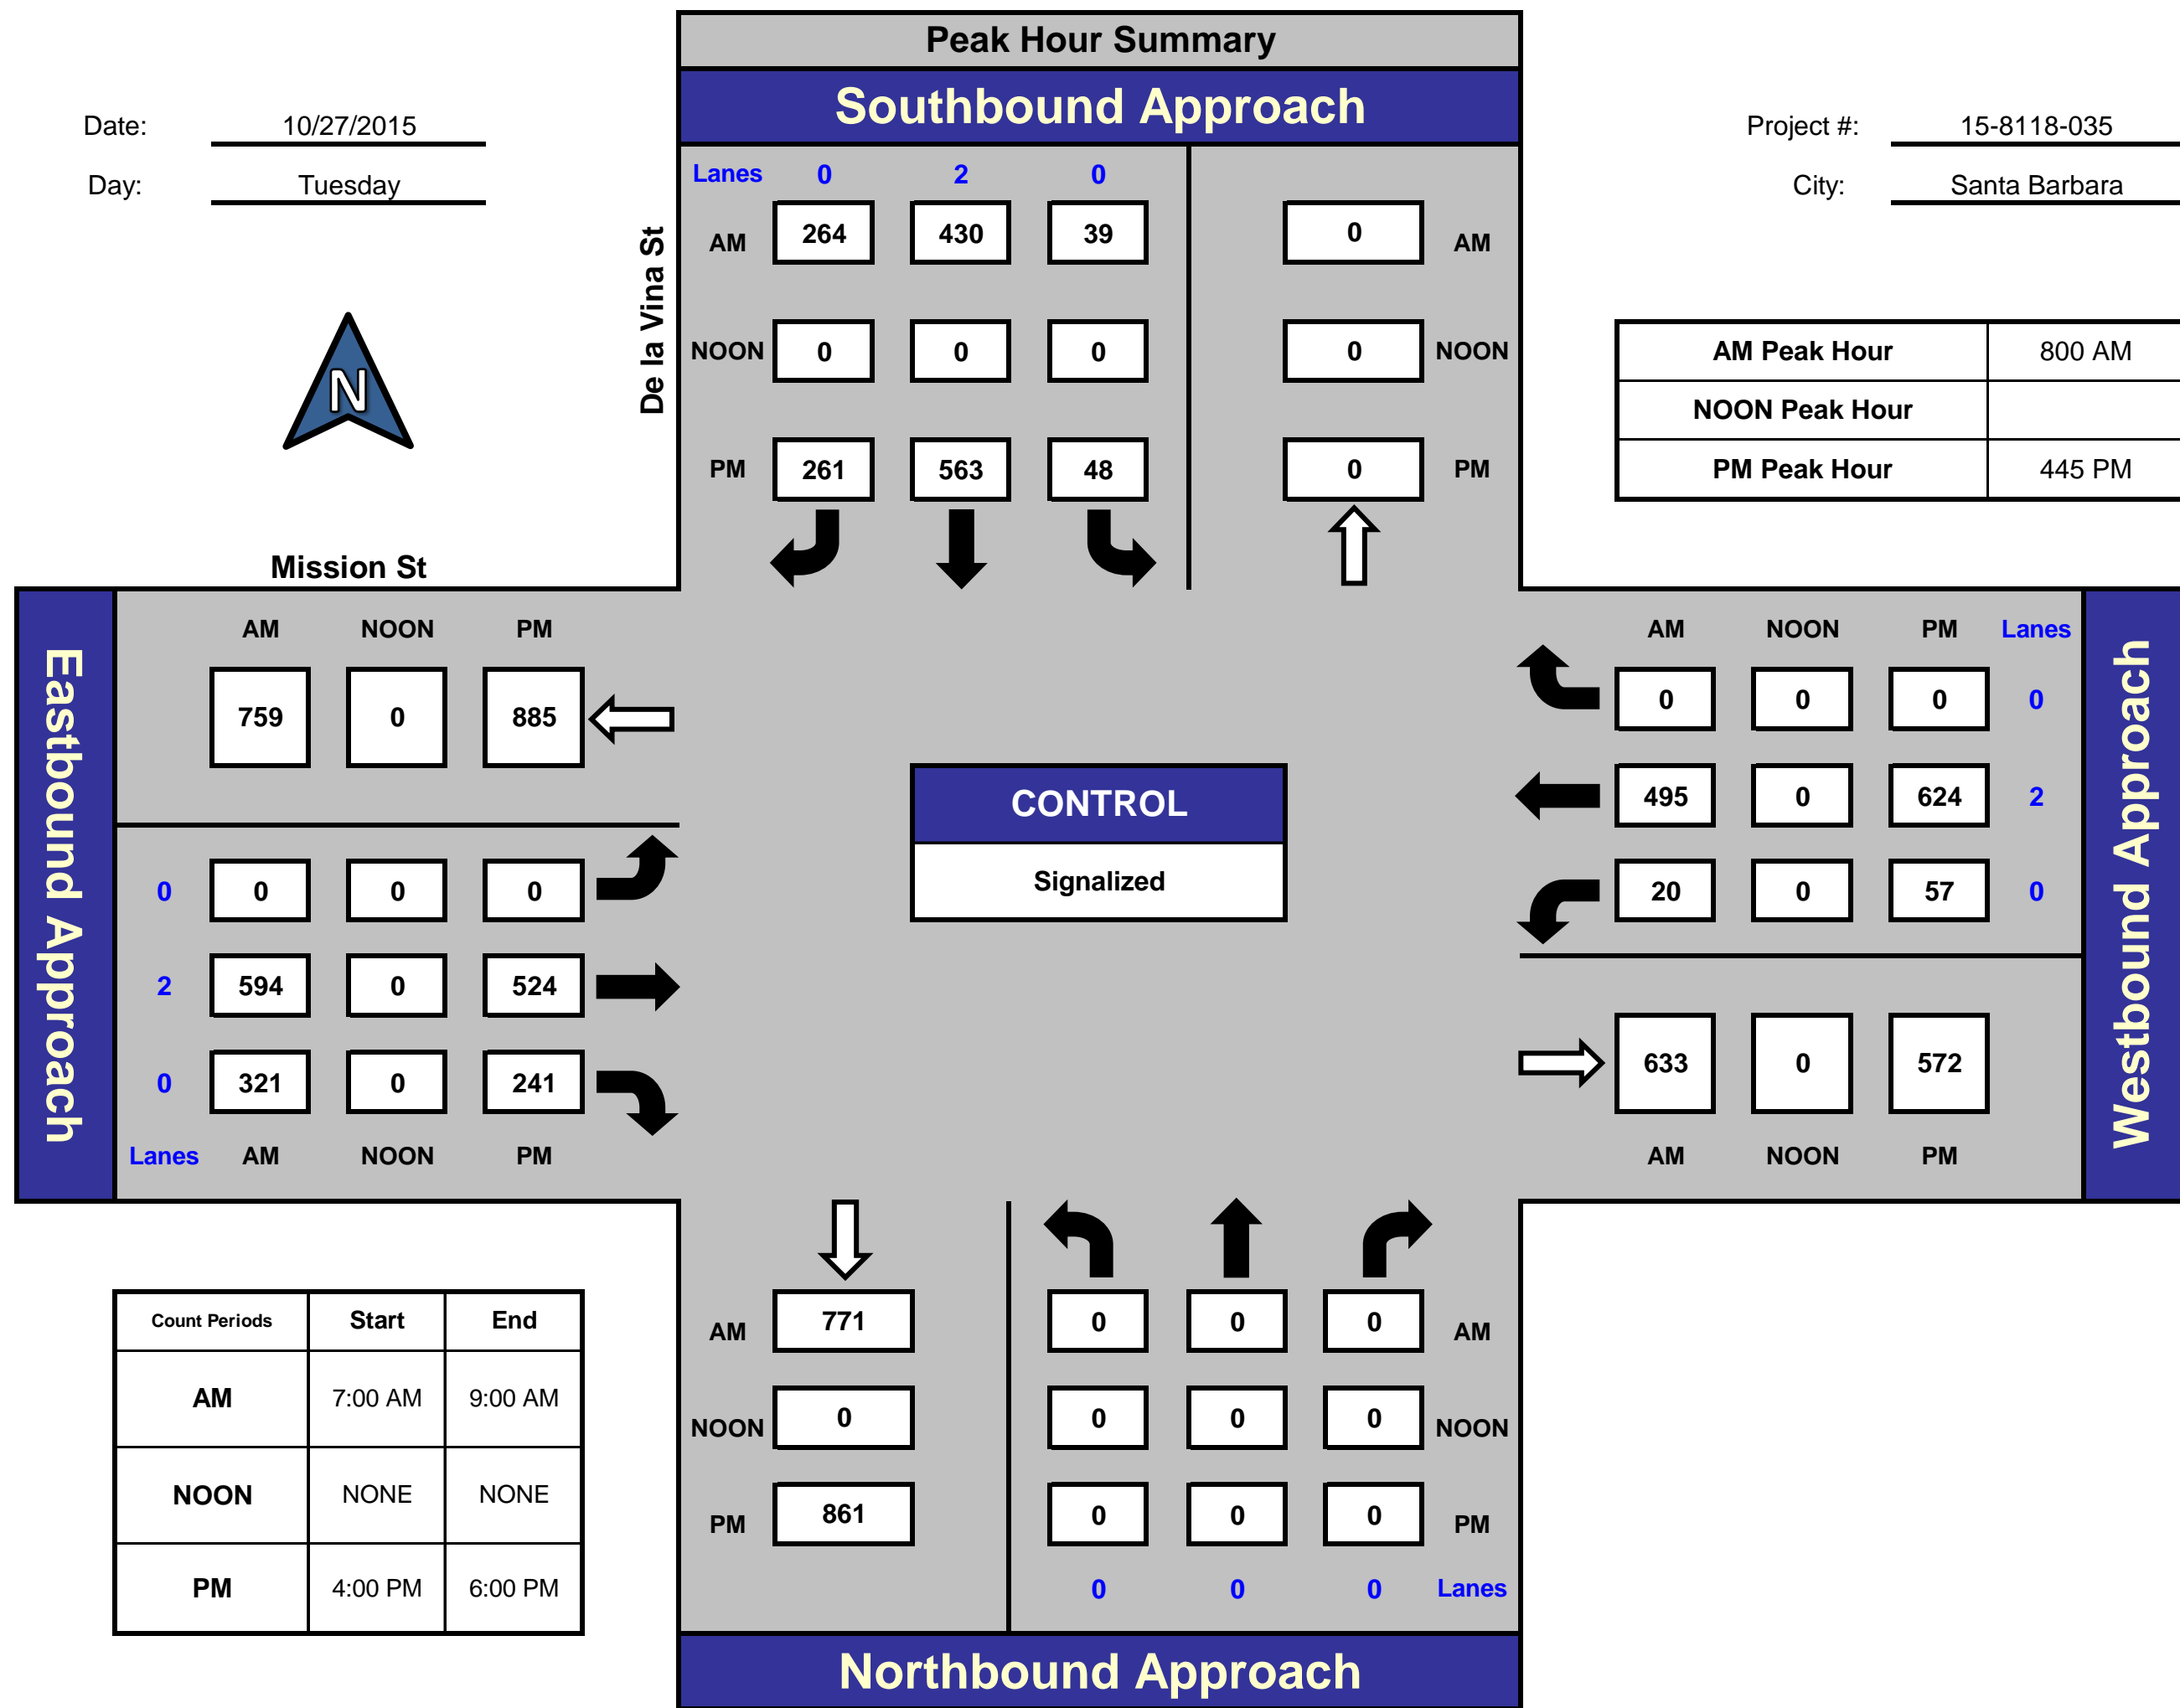 Peak Hour Summary
Southbound Approach
Date: 10/27/2015
Project #: 15-8118-035
Day: Tuesday
City: Santa Barbara
De la Vina St
Lanes 0 2 0
AM 264 430 39 0 AM
NOON 0 0 0 0 NOON
PM 261 563 48 0 PM
N
AM Peak Hour 800 AM
NOON Peak Hour
PM Peak Hour 445 PM
Mission St
Eastbound Approach
AM NOON PM
759 0 885
0 0 0 0
2 594 0 524
0 321 0 241
Lanes AM NOON PM
CONTROL
Signalized
AM NOON PM Lanes
0 0 0 0
495 0 624 2
20 0 57 0
633 0 572
AM NOON PM
Westbound Approach
Count Periods Start End
AM 7:00 AM 9:00 AM
NOON NONE NONE
PM 4:00 PM 6:00 PM
AM 771 0 0 0 AM
NOON 0 0 0 0 NOON
PM 861 0 0 0 PM
0 0 0 Lanes
Northbound Approach